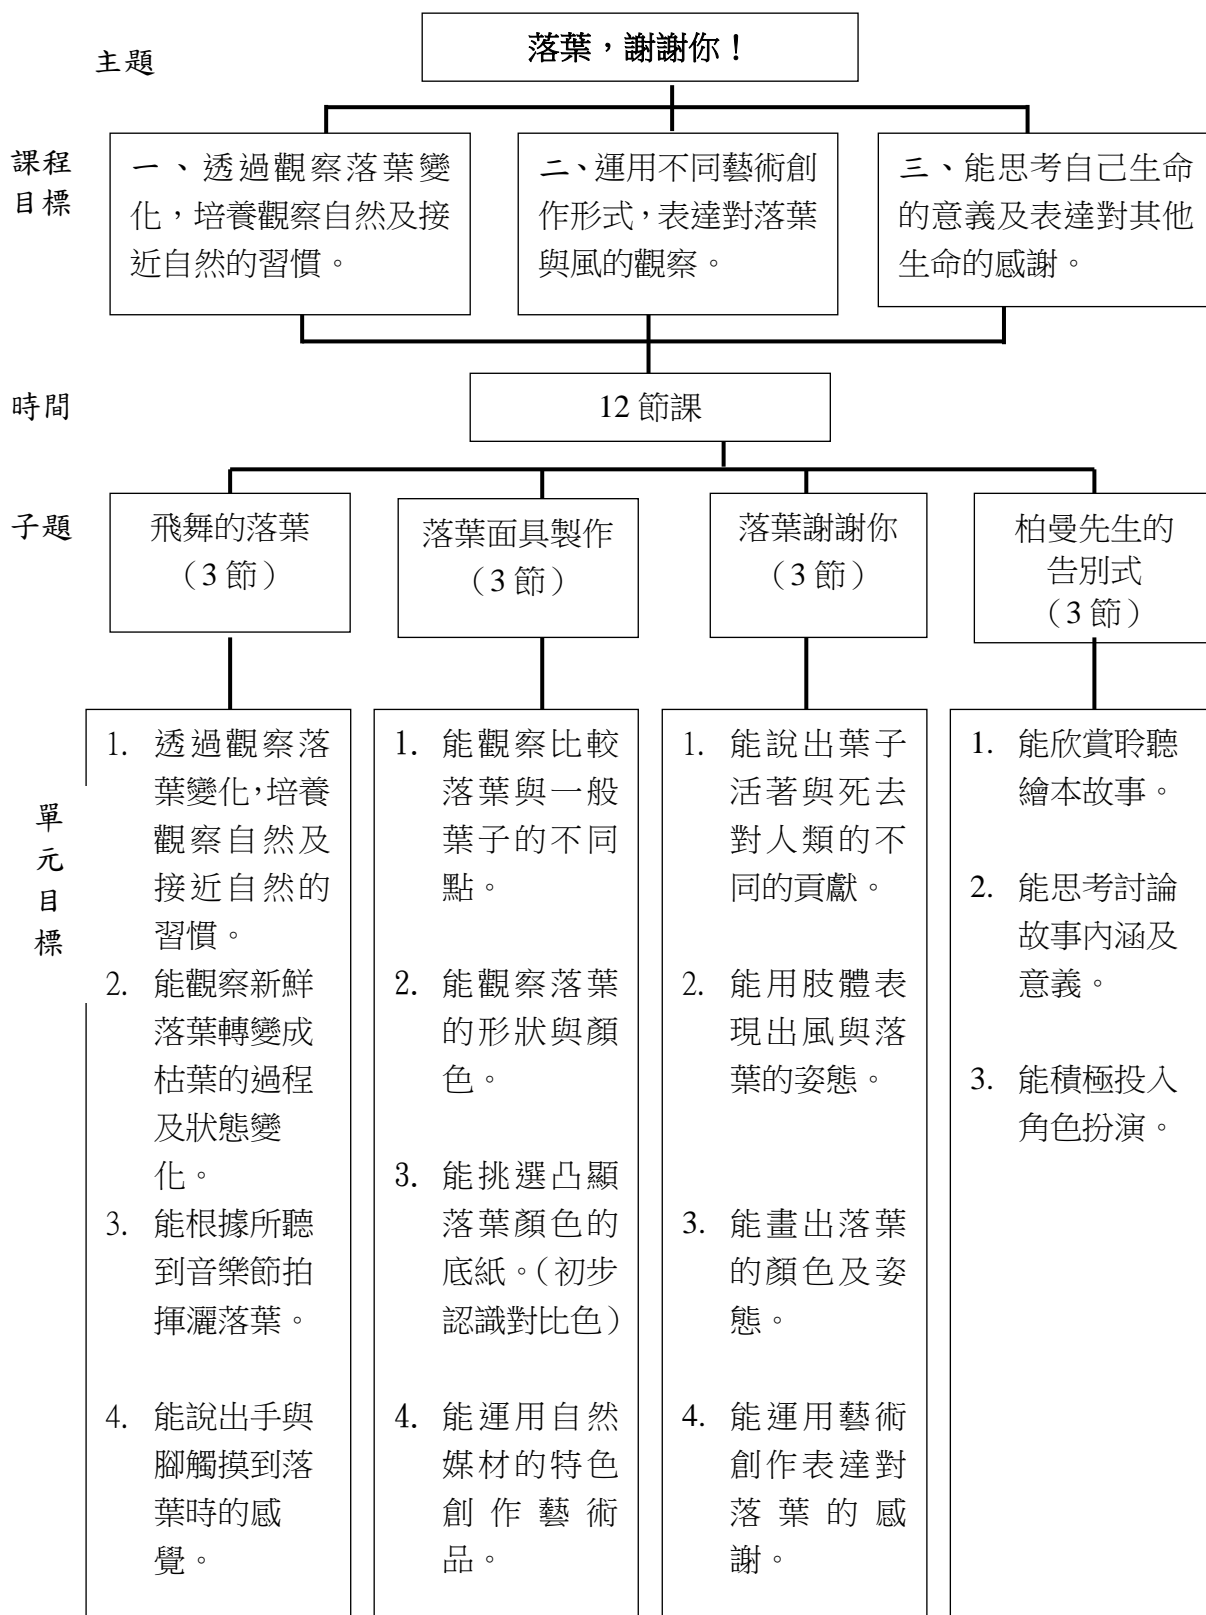 主題
落葉，謝謝你！
課程
目標
一、透過觀察落葉變
化，培養觀察自然及接
近自然的習慣。
二、運用不同藝術創
作形式，表達對落葉
與風的觀察。
三、能思考自己生命
的意義及表達對其他
生命的感謝。
時間
12 節課
子題
飛舞的落葉
（3 節）
落葉面具製作
（3 節）
落葉謝謝你
（3 節）
柏曼先生的
告別式
（3 節）
單
元
目
標
1. 透過觀察落
葉變化，培養
觀察自然及
接近自然的
習慣。
2. 能觀察新鮮
落葉轉變成
枯葉的過程
及狀態變
化。
3. 能根據所聽
到音樂節拍
揮灑落葉。
4. 能說出手與
腳觸摸到落
葉時的感
覺。
1. 能觀察比較
落葉與一般
葉子的不同
點。
2. 能觀察落葉
的形狀與顏
色。
3. 能挑選凸顯
落葉顏色的
底紙。（初步
認識對比色）
4. 能運用自然
媒材的特色
創作藝術
品。
1. 能說出葉子
活著與死去
對人類的不
同的貢獻。
2. 能用肢體表
現出風與落
葉的姿態。
3. 能畫出落葉
的顏色及姿
態。
4. 能運用藝術
創作表達對
落葉的感
謝。
1. 能欣賞聆聽
繪本故事。
2. 能思考討論
故事內涵及
意義。
3. 能積極投入
角色扮演。